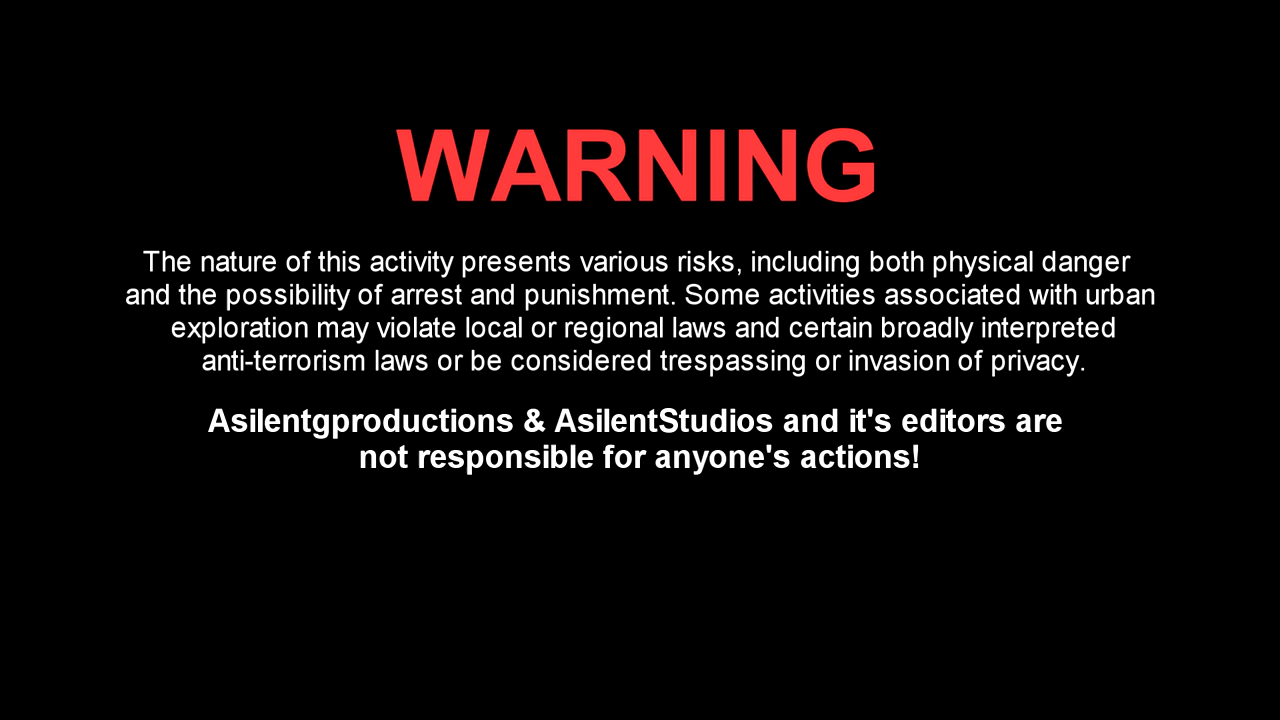 WARNING
The nature of this activity presents various risks, including both physical danger
and the possibility of arrest and punishment. Some activities associated with urban
exploration may violate local or regional laws and certain broadly interpreted
anti-terrorism laws or be considered trespassing or invasion of privacy.
Asilentgproductions & AsilentStudios and it's editors are
not responsible for anyone's actions!